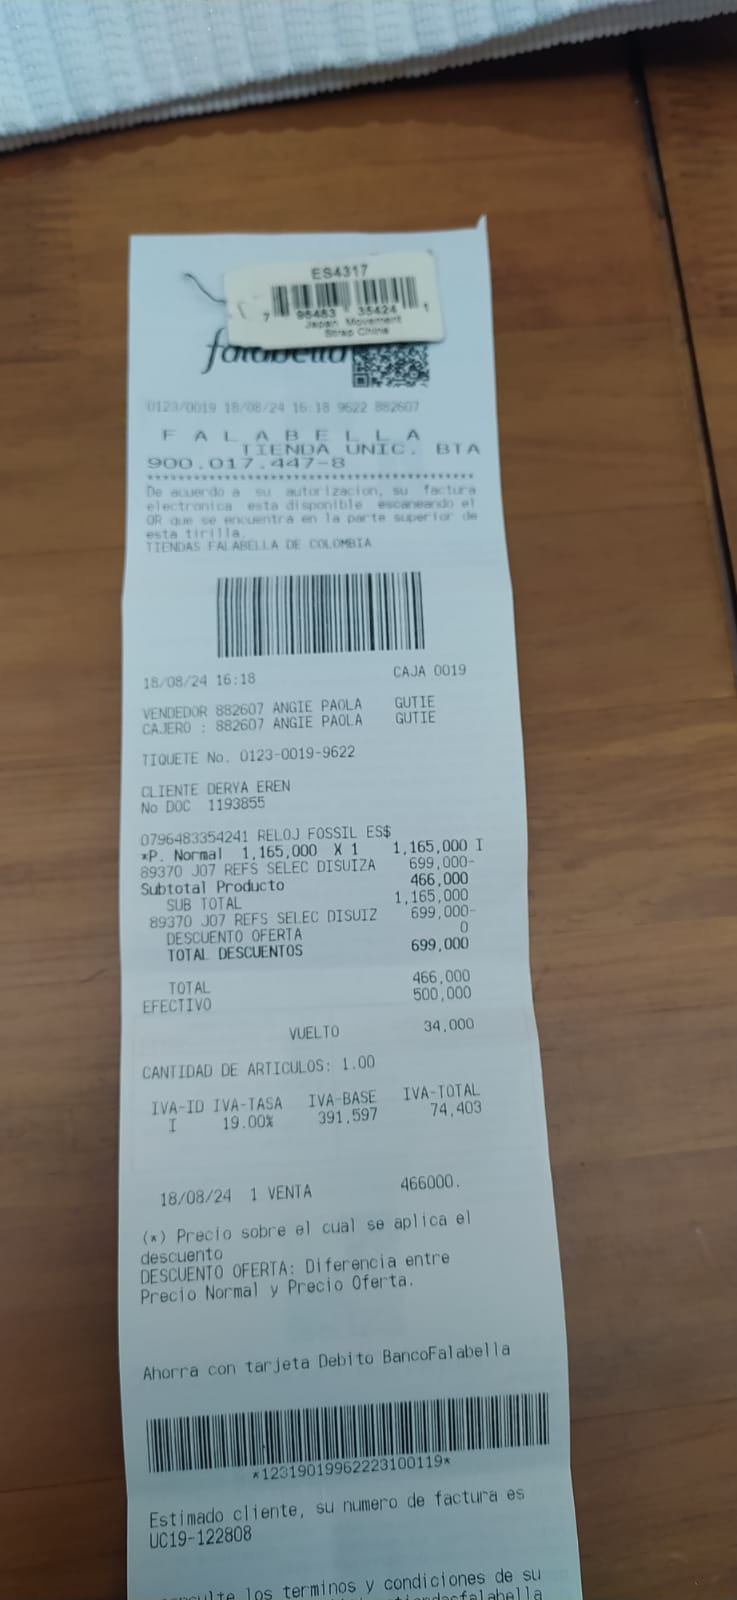 ES4317
7 95483 35424 1
Japan Movement
Strap China
falabella
0123/0019 18/08/24 16:18 9622 882607
F A L A B E L L A
TIENDA UNIC. BTA
900.017.447-8
****************************************
De acuerdo a su autorizacion, su factura
electronica esta disponible escaneando el
QR que se encuentra en la parte superior de
esta tirilla.
TIENDAS FALABELLA DE COLOMBIA
18/08/24 16:18 CAJA 0019
VENDEDOR 882607 ANGIE PAOLA GUTIE
CAJERO : 882607 ANGIE PAOLA GUTIE
TIQUETE No. 0123-0019-9622
CLIENTE DERYA EREN
No DOC 1193855
0796483354241 RELOJ FOSSIL ES$
*P. Normal 1,165,000 X 1 1,165,000 I
89370 J07 REFS SELEC DISUIZA 699,000-
Subtotal Producto 466,000
SUB TOTAL 1,165,000
89370 J07 REFS SELEC DISUIZ 699,000-
DESCUENTO OFERTA 0
TOTAL DESCUENTOS 699,000
TOTAL 466,000
EFECTIVO 500,000
VUELTO 34,000
CANTIDAD DE ARTICULOS: 1.00
IVA-ID IVA-TASA IVA-BASE IVA-TOTAL
I 19.00% 391,597 74,403
18/08/24 1 VENTA 466000.
(*) Precio sobre el cual se aplica el
descuento
DESCUENTO OFERTA: Diferencia entre
Precio Normal y Precio Oferta.
Ahorra con tarjeta Debito BancoFalabella
*12319019962223100119*
Estimado cliente, su numero de factura es
UC19-122808
los terminos y condiciones de su